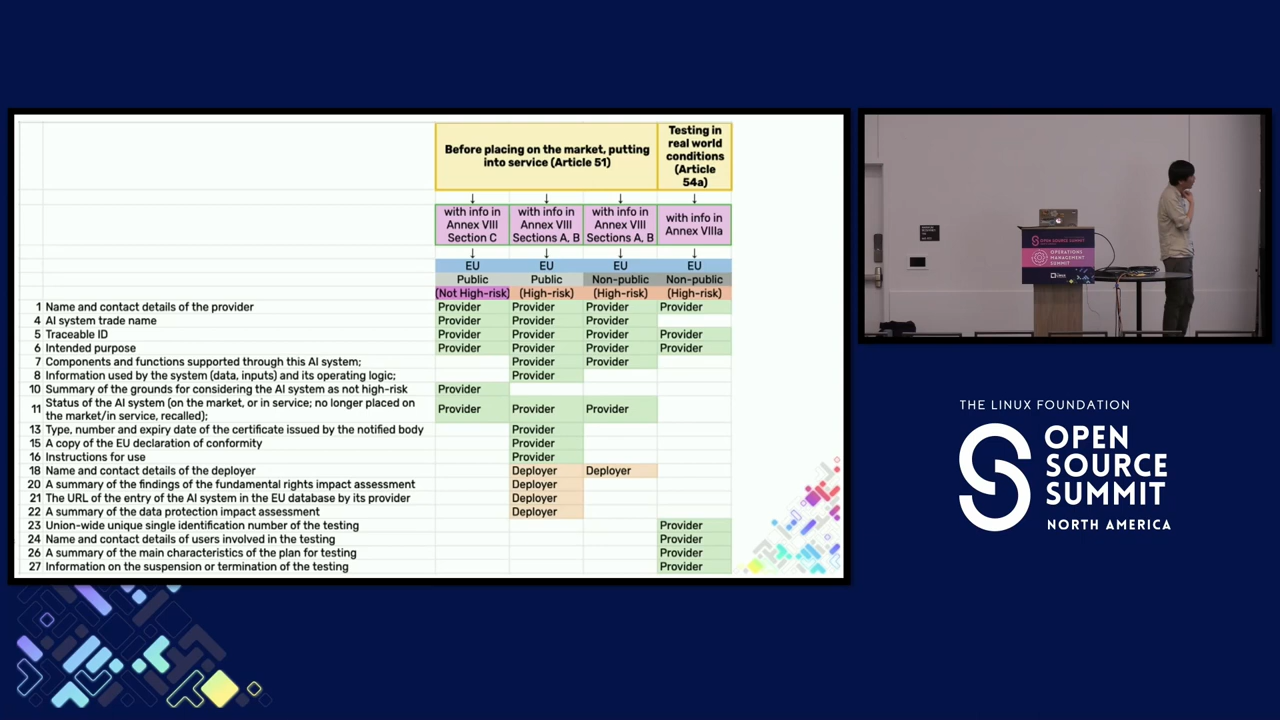 Before placing on the market, putting
into service (Article 51)
Testing in
real world
conditions
(Article
54a)
↓ ↓ ↓ ↓
with info in
Annex VIII
Section C
with info in
Annex VIII
Sections A, B
with info in
Annex VIII
Sections A, B
with info in
Annex VIIIa
↓ ↓ ↓ ↓
EU EU EU EU
Public Public Non-public Non-public
(Not High-risk) (High-risk) (High-risk) (High-risk)
1 Name and contact details of the provider Provider Provider Provider Provider
4 AI system trade name Provider Provider Provider
5 Traceable ID Provider Provider Provider Provider
6 Intended purpose Provider Provider Provider Provider
7 Components and functions supported through this AI system; Provider Provider
8 Information used by the system (data, inputs) and its operating logic; Provider
10 Summary of the grounds for considering the AI system as not high-risk Provider
11 Status of the AI system (on the market, or in service; no longer placed on
the market/in service, recalled); Provider Provider Provider
13 Type, number and expiry date of the certificate issued by the notified body Provider
15 A copy of the EU declaration of conformity Provider
16 Instructions for use Provider
18 Name and contact details of the deployer Deployer Deployer
20 A summary of the findings of the fundamental rights impact assessment Deployer
21 The URL of the entry of the AI system in the EU database by its provider Deployer
22 A summary of the data protection impact assessment Deployer
23 Union-wide unique single identification number of the testing Provider
24 Name and contact details of users involved in the testing Provider
26 A summary of the main characteristics of the plan for testing Provider
27 Information on the suspension or termination of the testing Provider
OPEN SOURCE SUMMIT
OPERATIONS
MANAGEMENT
SUMMIT
THE LINUX FOUNDATION
OPEN
SOURCE
SUMMIT
NORTH AMERICA